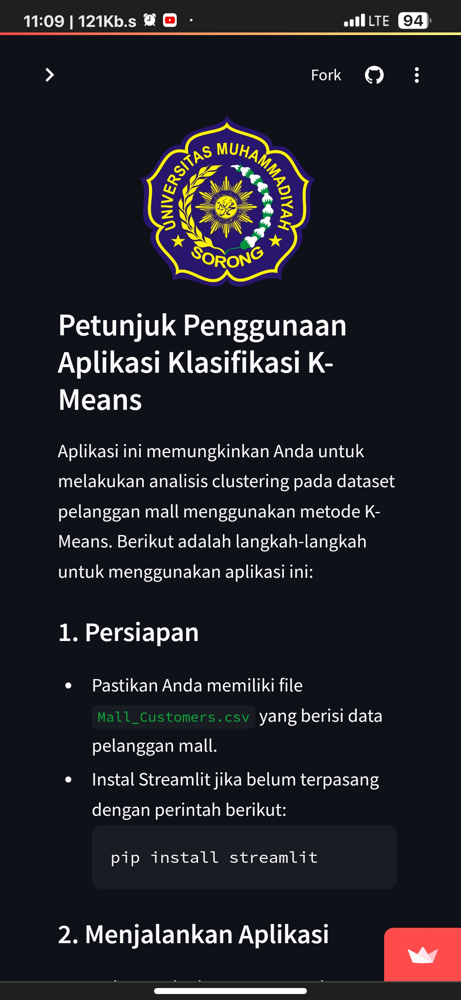 11:09 | 121Kb.s
LTE 94
Fork
UNIVERSITAS MUHAMMADIYAH
SORONG
Petunjuk Penggunaan
Aplikasi Klasifikasi K-
Means
Aplikasi ini memungkinkan Anda untuk
melakukan analisis clustering pada dataset
pelanggan mall menggunakan metode K-
Means. Berikut adalah langkah-langkah
untuk menggunakan aplikasi ini:
1. Persiapan
• Pastikan Anda memiliki file
Mall_Customers.csv yang berisi data
pelanggan mall.
• Instal Streamlit jika belum terpasang
dengan perintah berikut:
pip install streamlit
2. Menjalankan Aplikasi